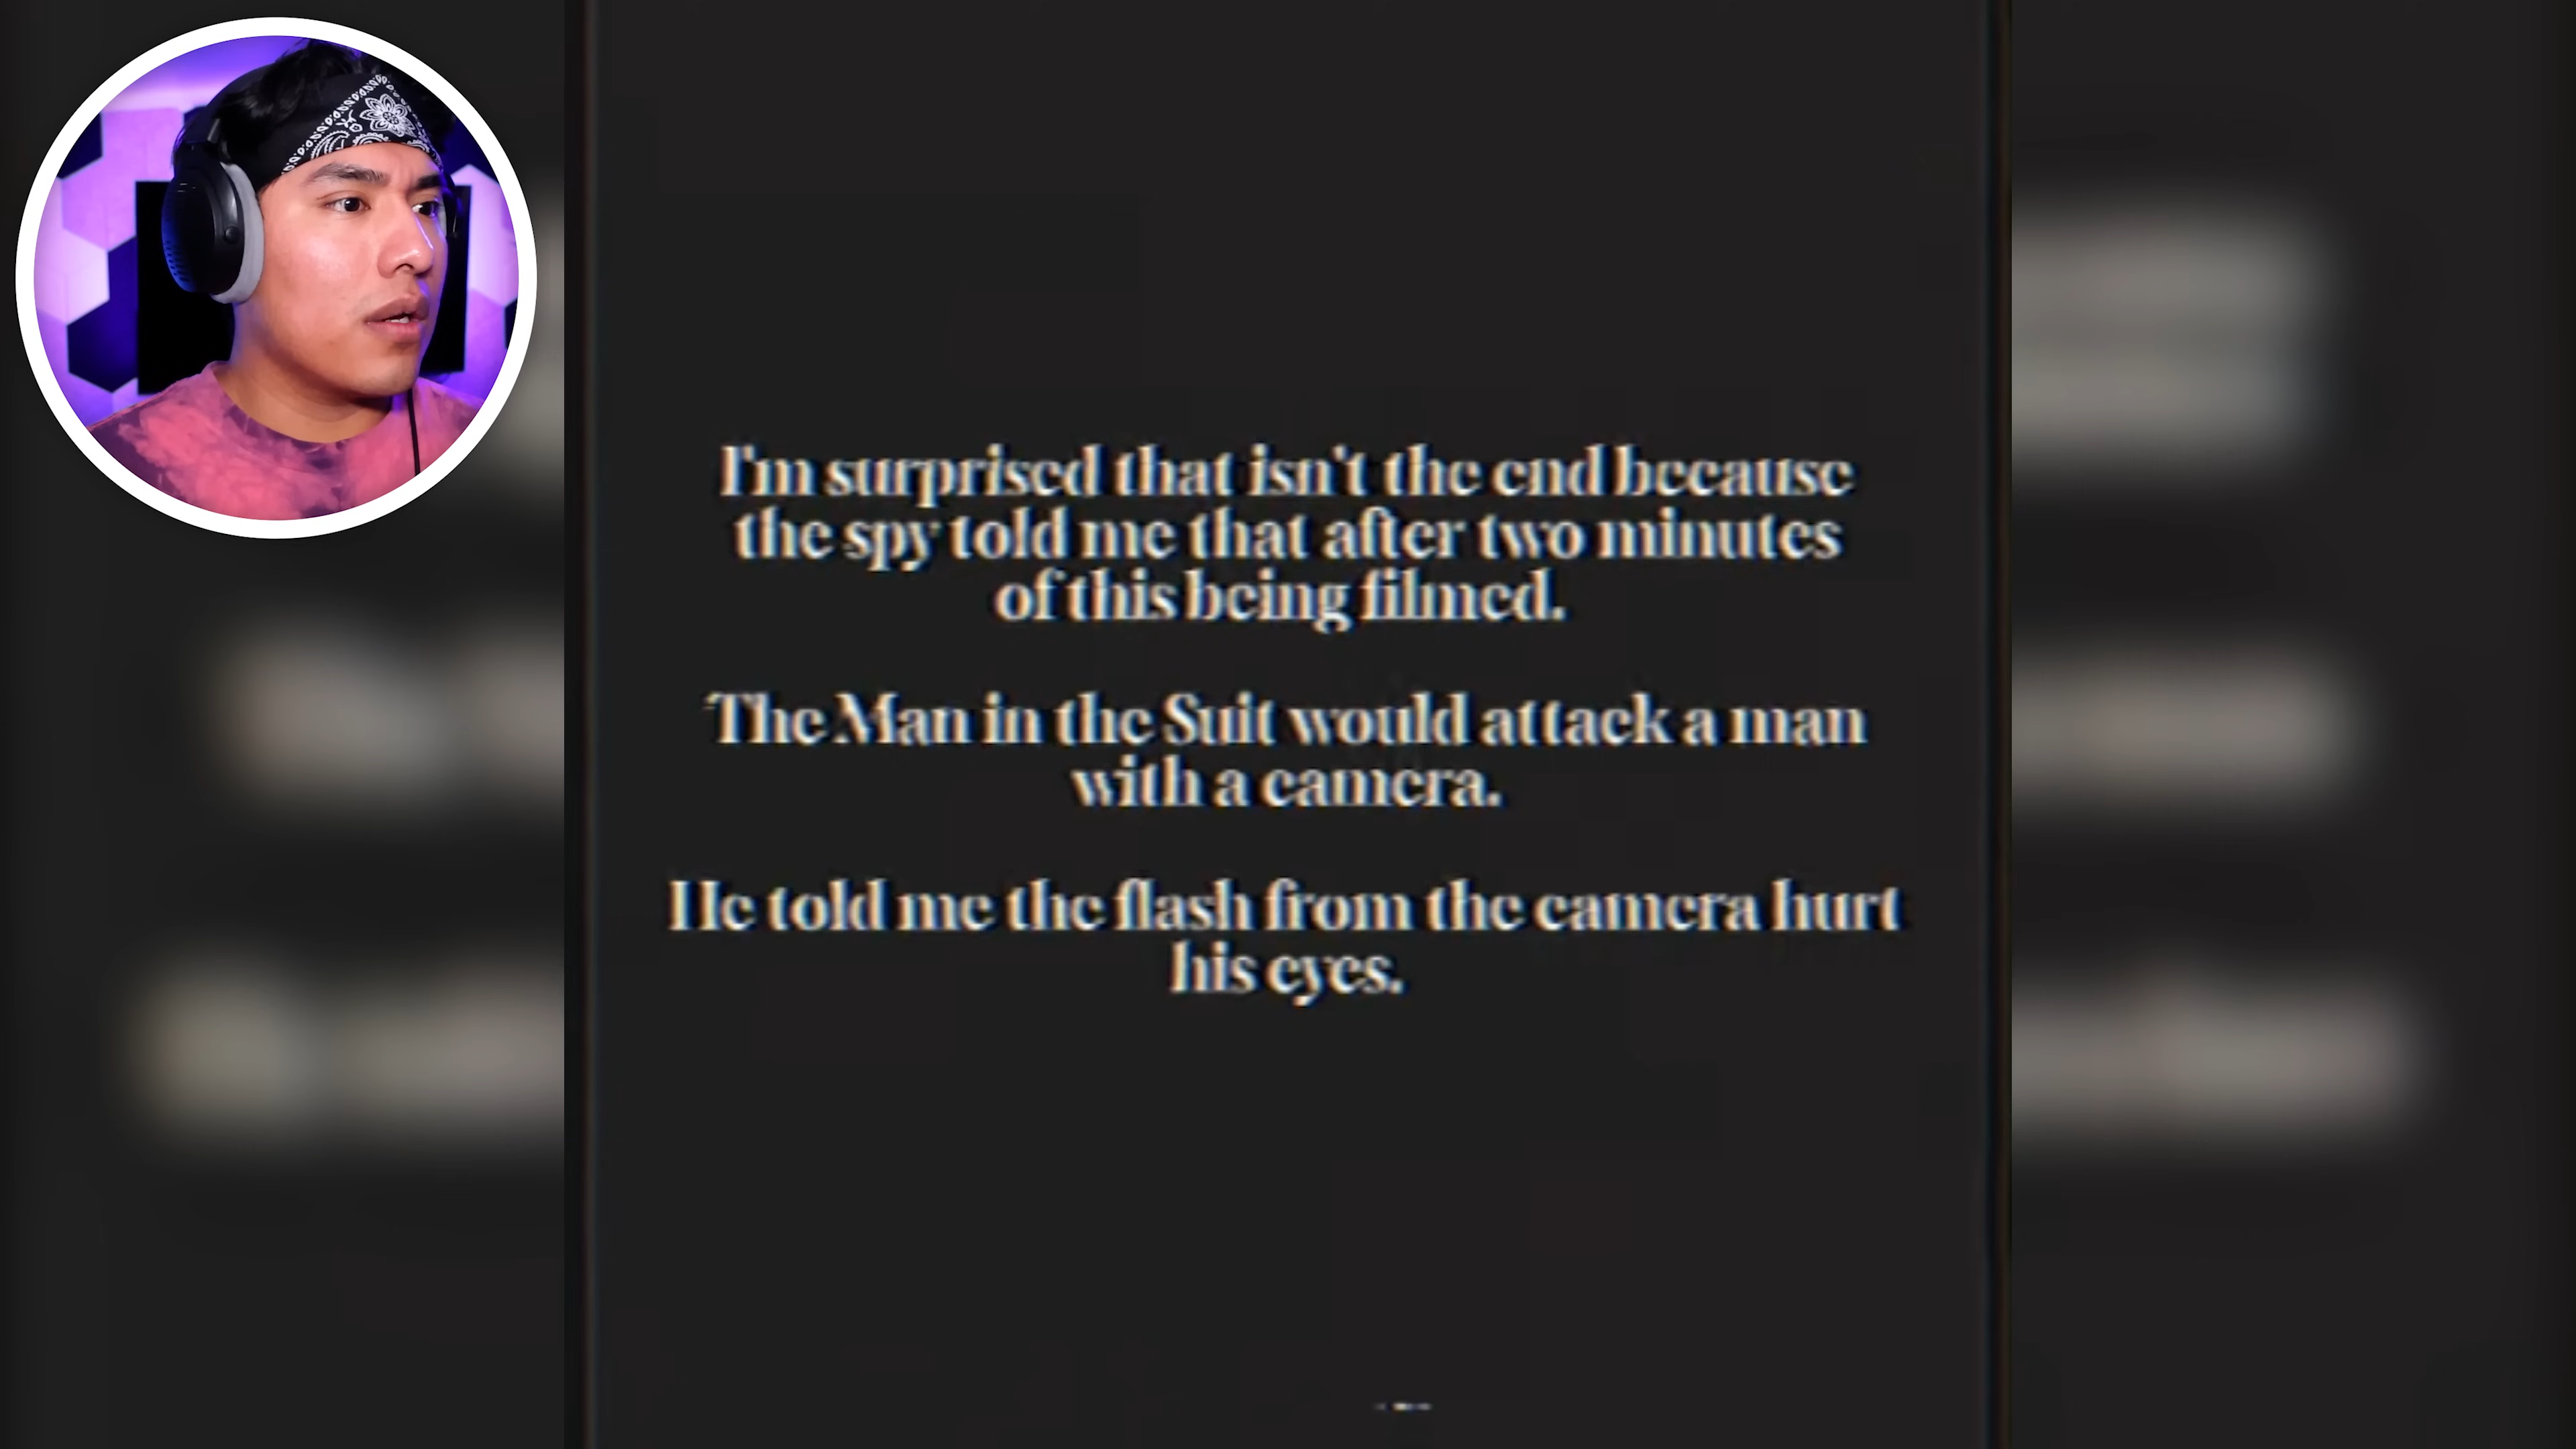 I'm surprised that isn't the end because
the spy told me that after two minutes
of this being filmed.
The Man in the Suit would attack a man
with a camera.
He told me the flash from the camera hurt
his eyes.